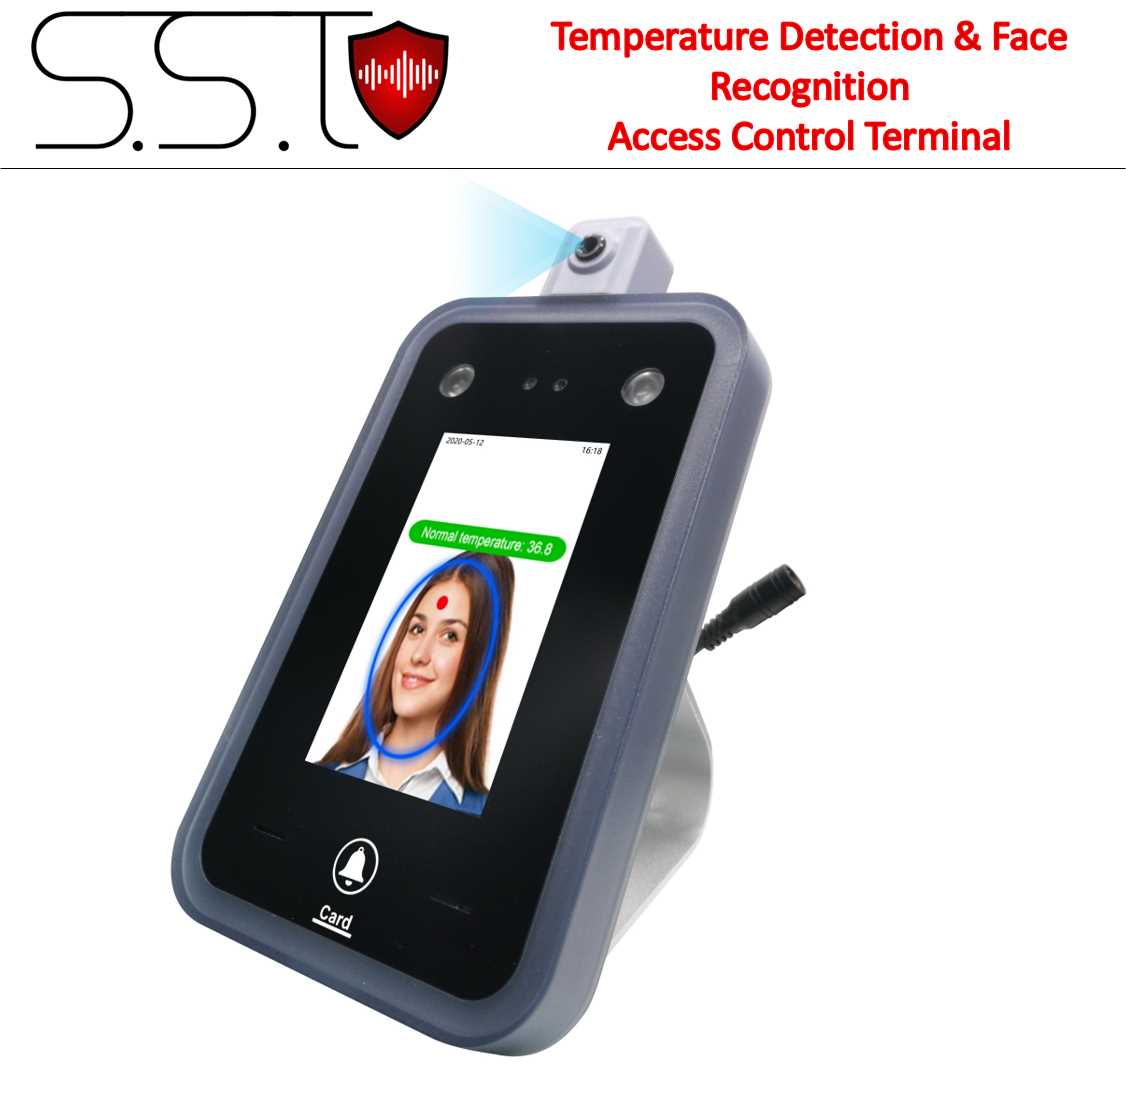 S.S.T
Temperature Detection & Face
Recognition
Access Control Terminal
2020-05-12
16:18
Normal temperature: 36.8
Card